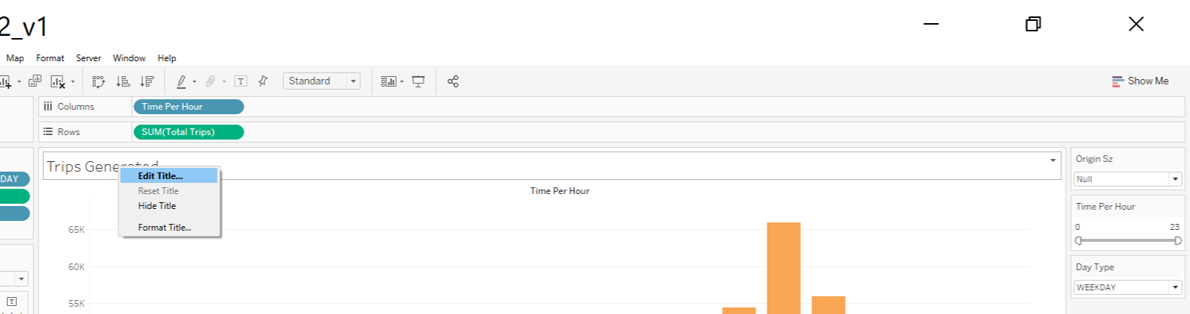 2_v1
Map Format Server Window Help
Standard
Show Me
Columns
Time Per Hour
Rows
SUM(Total Trips)
DAY
Trips Generated
Edit Title...
Reset Title
Hide Title
Format Title...
Time Per Hour
65K
60K
55K
Origin Sz
Null
Time Per Hour
0 23
Day Type
WEEKDAY
T